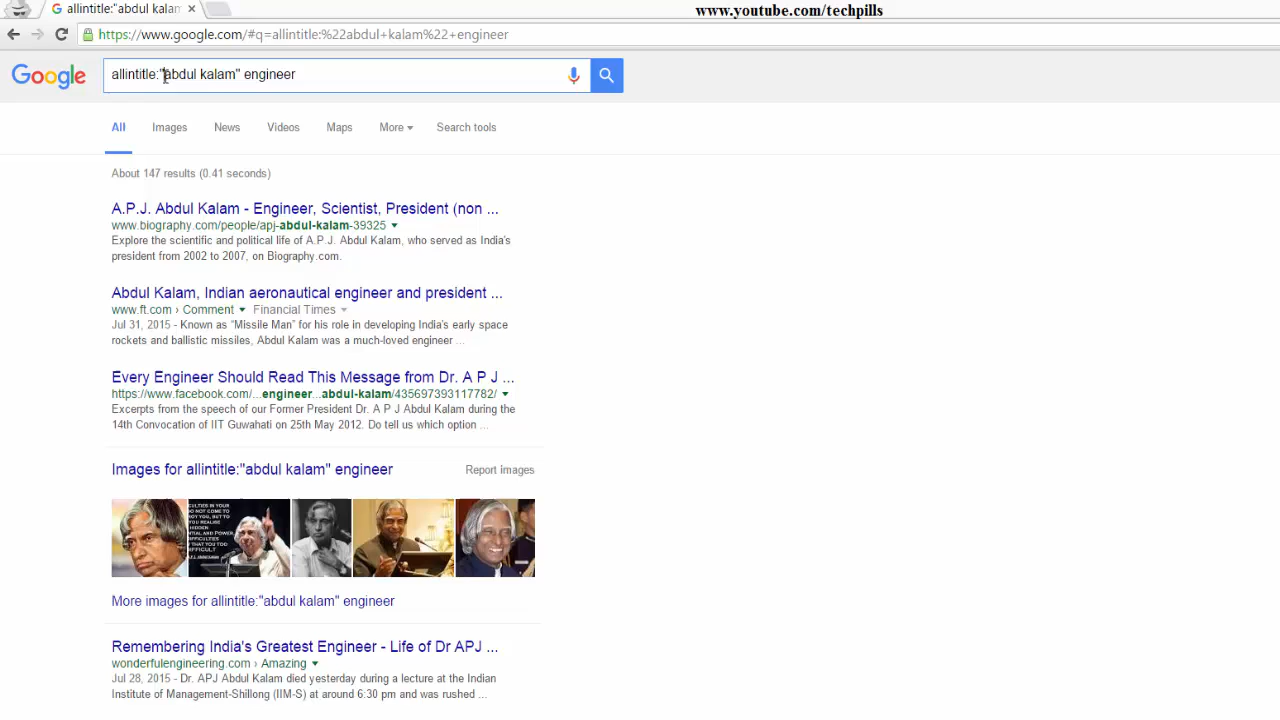 allintitle:"abdul kalam
www.youtube.com/techpills
https://www.google.com/#q=allintitle:%22abdul+kalam%22+engineer
Google
allintitle:"abdul kalam" engineer
All Images News Videos Maps More Search tools
About 147 results (0.41 seconds)
A.P.J. Abdul Kalam - Engineer, Scientist, President (non ...
www.biography.com/people/apj-abdul-kalam-39325
Explore the scientific and political life of A.P.J. Abdul Kalam, who served as India's
president from 2002 to 2007, on Biography.com.
Abdul Kalam, Indian aeronautical engineer and president ...
www.ft.com › Comment Financial Times
Jul 31, 2015 - Known as “Missile Man” for his role in developing India's early space
rockets and ballistic missiles, Abdul Kalam was a much-loved engineer ...
Every Engineer Should Read This Message from Dr. A P J ...
https://www.facebook.com/...engineer...abdul-kalam/435697393117782/
Excerpts from the speech of our Former President Dr. A P J Abdul Kalam during the
14th Convocation of IIT Guwahati on 25th May 2012. Do tell us which option ...
Images for allintitle:"abdul kalam" engineer Report images
More images for allintitle:"abdul kalam" engineer
Remembering India's Greatest Engineer - Life of Dr APJ ...
wonderfulengineering.com › Amazing
Jul 28, 2015 - Dr. APJ Abdul Kalam died yesterday during a lecture at the Indian
Institute of Management-Shillong (IIM-S) at around 6:30 pm and was rushed ...